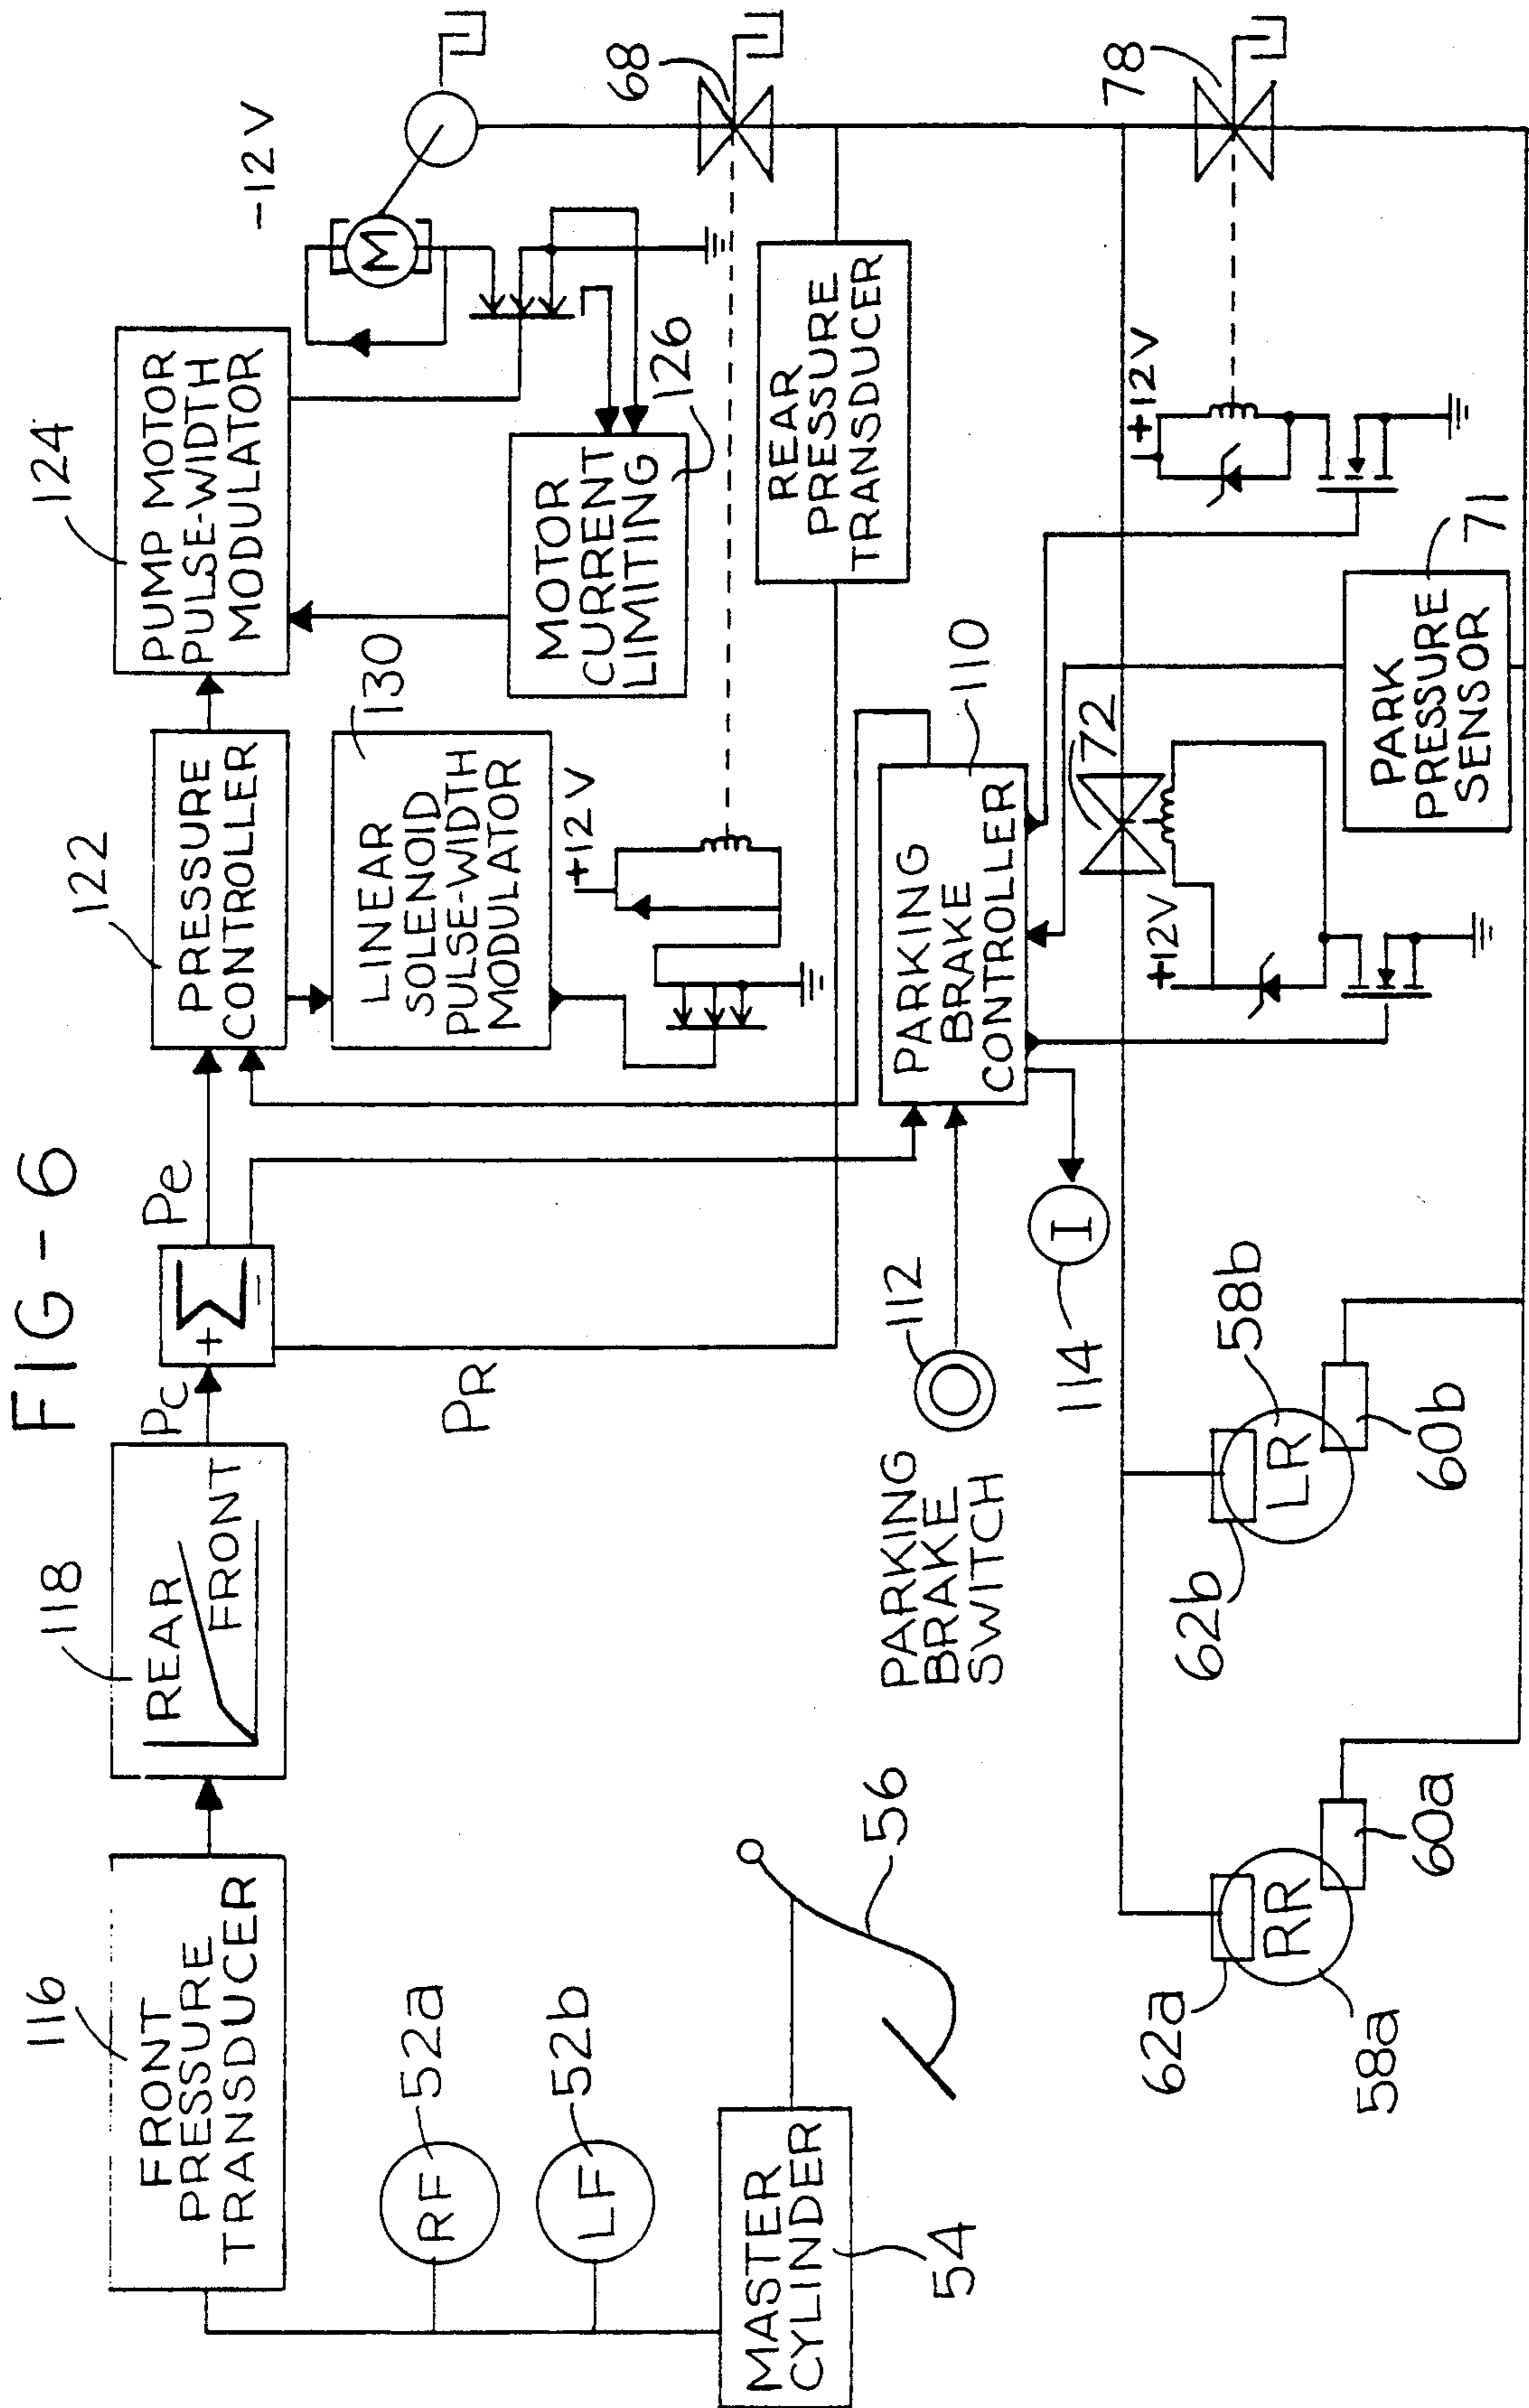 FIG-6
116
FRONT
PRESSURE
TRANSDUCER
118
REAR
FRONT
Pc
+
Σ
−
Pe
PR
122
PRESSURE
CONTROLLER
124
PUMP MOTOR
PULSE-WIDTH
MODULATOR
-12V
M
130
LINEAR
SOLENOID
PULSE-WIDTH
MODULATOR
+12V
MOTOR
CURRENT
LIMITING
126
68
RF
52a
LF
52b
MASTER
CYLINDER
54
56
REAR
PRESSURE
TRANSDUCER
PARKING
BRAKE
SWITCH
112
PARKING
BRAKE
CONTROLLER
110
I
114
72
+12V
+12V
78
PARK
PRESSURE
SENSOR
71
62a
RR
58a
60a
62b
LR
58b
60b